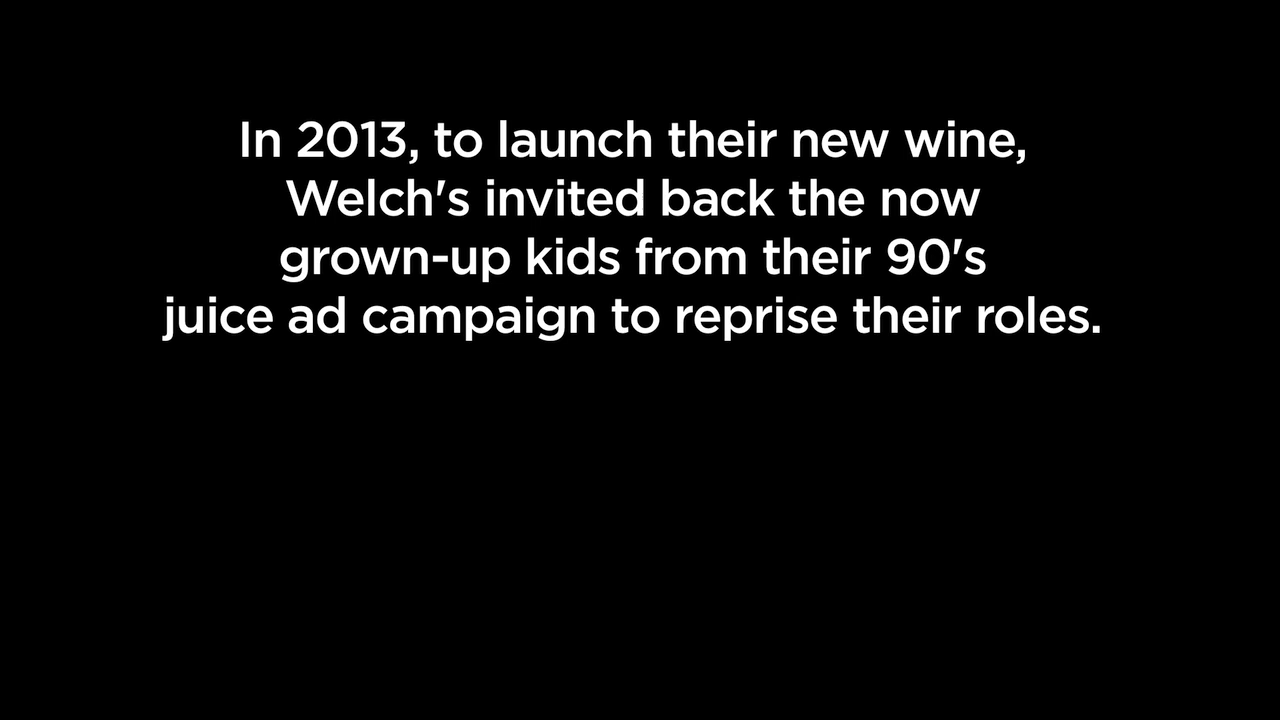 In 2013, to launch their new wine,
Welch's invited back the now
grown-up kids from their 90's
juice ad campaign to reprise their roles.